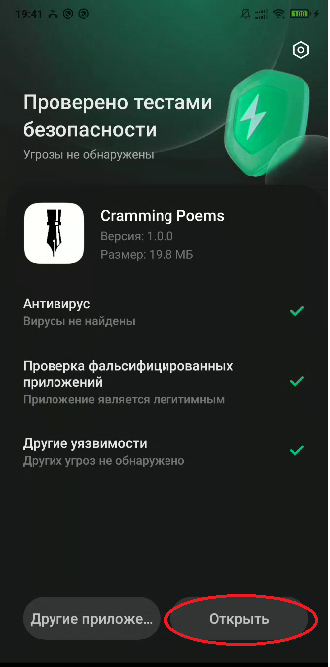 19:41
Проверено тестами
безопасности
Угрозы не обнаружены
Cramming Poems
Версия: 1.0.0
Размер: 19.8 МБ
Антивирус
Вирусы не найдены
Проверка фальсифицированных
приложений
Приложение является легитимным
Другие уязвимости
Других угроз не обнаружено
Другие приложе...
Открыть